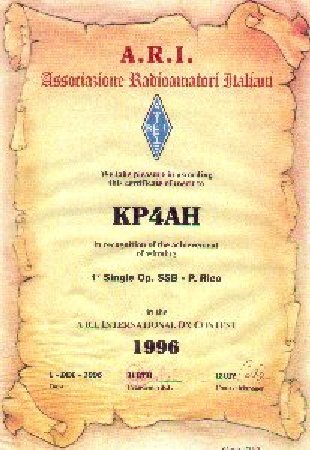 A.R.I.
Associazione Radioamatori Italiani
We take pleasure in awarding
this certificate of merit to
KP4AH
in recognition of the achievement
of winning
1° Single Op. SSB - P. Rico
in the
A.R.I. INTERNATIONAL DX CONTEST
1996